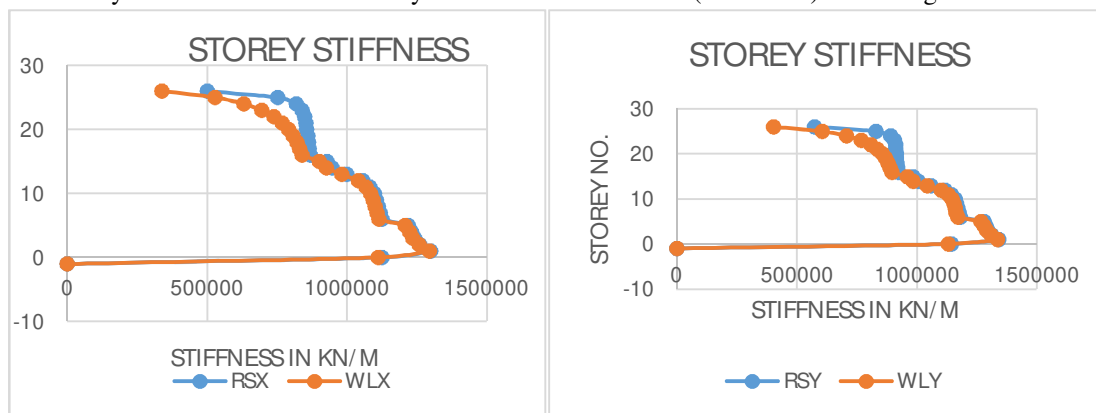 STOREY STIFFNESS
30
20
10
0
-10
0 500000 1000000 1500000
STIFFNESS IN KN/M
RSX WLX
STOREY STIFFNESS
STOREY NO.
30
20
10
0
-10
0 500000 1000000 1500000
STIFFNESS IN KN/M
RSY WLY